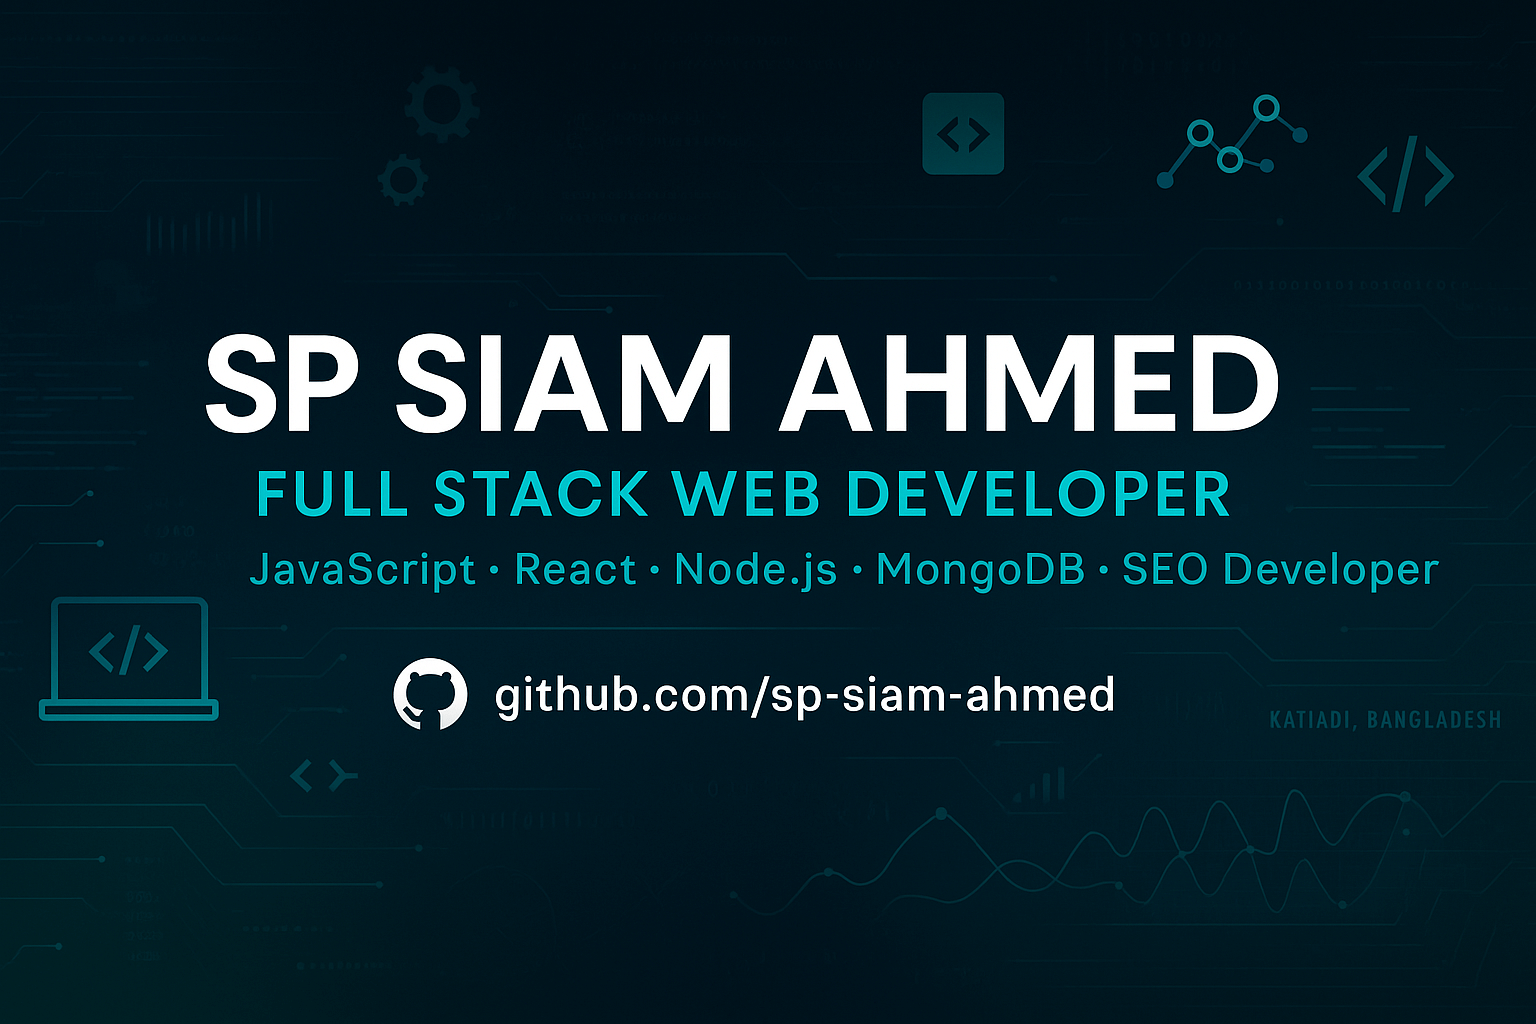 SP SIAM AHMED
FULL STACK WEB DEVELOPER
JavaScript · React · Node.js · MongoDB · SEO Developer
github.com/sp-siam-ahmed
KATIADI, BANGLADESH